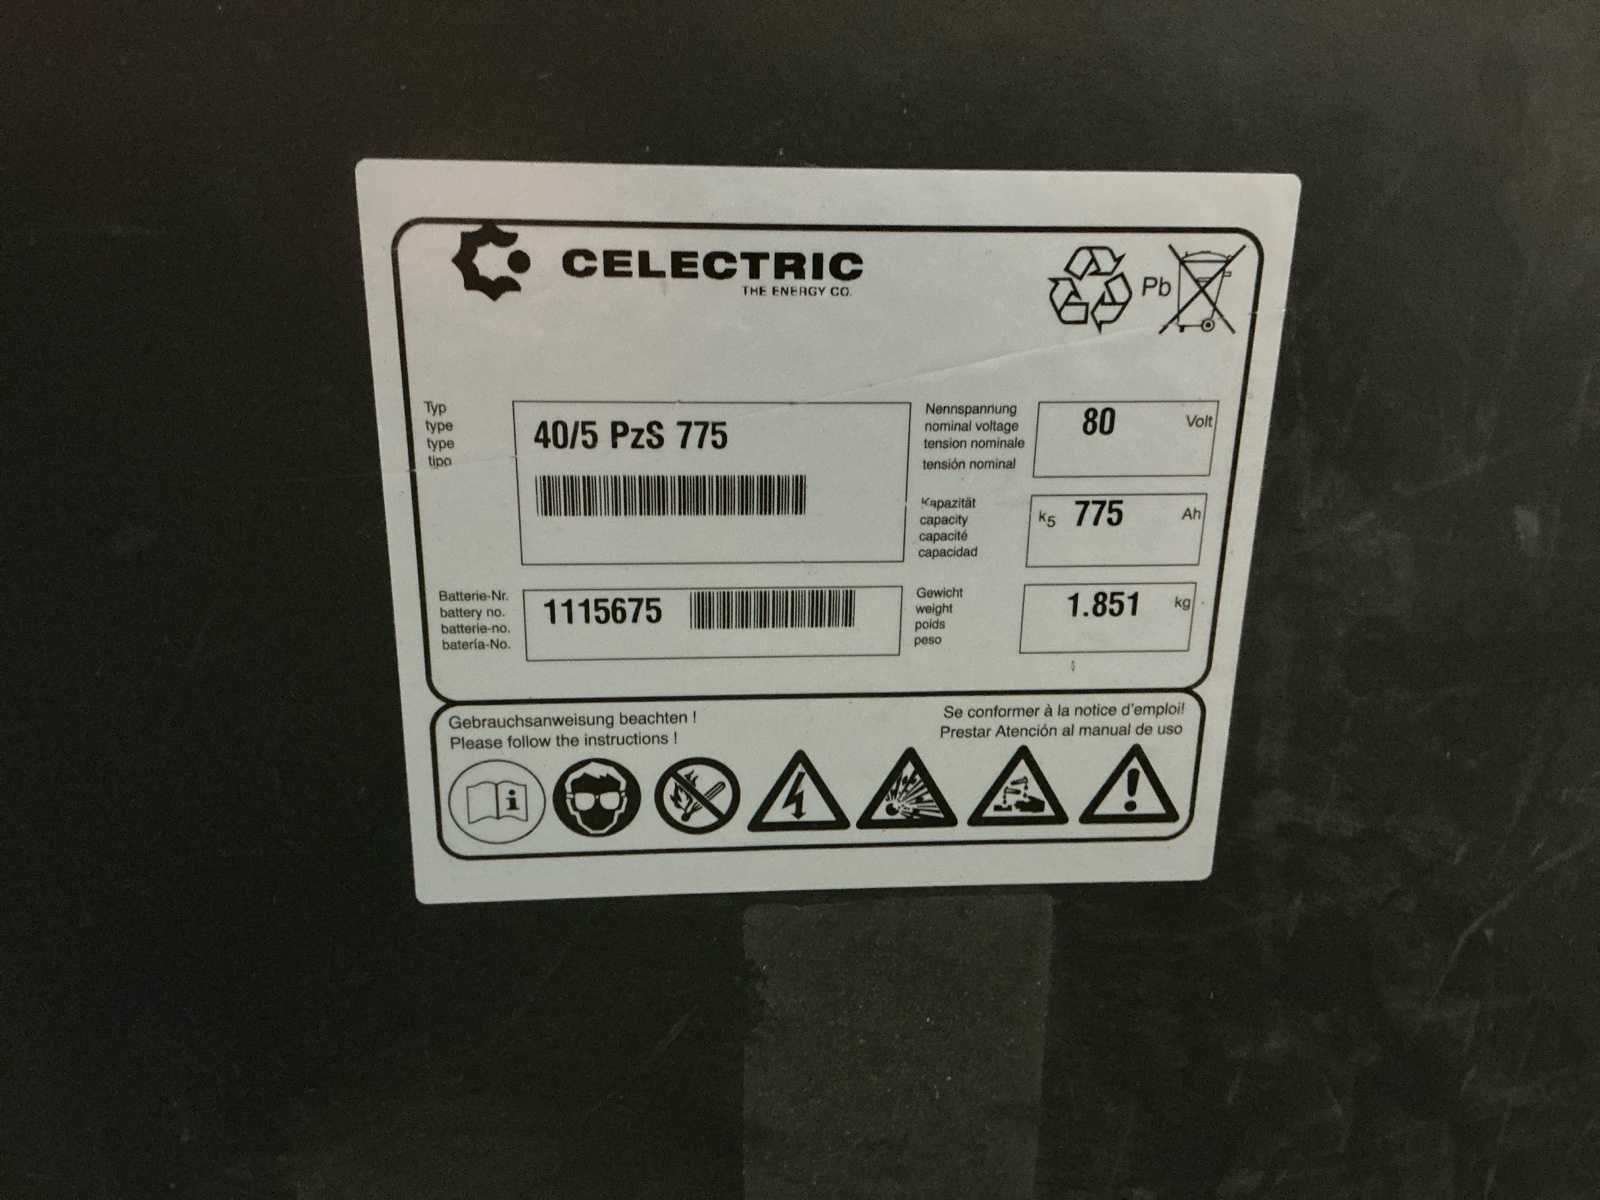 CELECTRIC
THE ENERGY CO.
Pb
Typ
type
type
tipo
40/5 PzS 775
Nennspannung
nominal voltage
tension nominale
tensión nominal
80 Volt
Kapazität
capacity
capacité
capacidad
k5 775 Ah
Batterie-Nr.
battery no.
batterie-no.
batería-No.
1115675
Gewicht
weight
poids
peso
1.851 kg
Gebrauchsanweisung beachten !
Please follow the instructions !
Se conformer à la notice d'emploi!
Prestar Atención al manual de uso